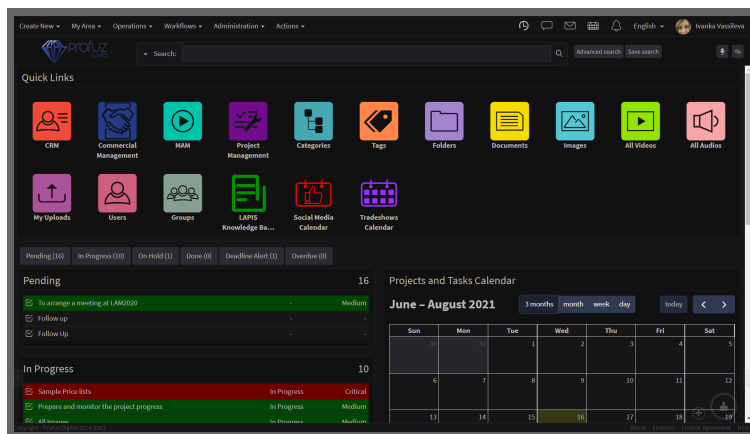 Create New My Area Operations Workflows Administration Actions English Ivanka Vassileva
PROFUZ
LAPIS
Search: Advanced search Save search
Quick Links
CRM
Commercial Management
MAM
Project Management
Categories
Tags
Folders
Documents
Images
All Videos
All Audios
My Uploads
Users
Groups
LAPIS Knowledge Ba...
Social Media Calendar
Tradeshows Calendar
Pending (16) In Progress (10) On Hold (1) Done (0) Deadline Alert (1) Overdue (0)
Pending 16
To arrange a meeting at LAM2020 - Medium
Follow up - -
Follow Up - -
In Progress 10
Sample Price lists In Progress Critical
Prepare and monitor the project progress In Progress Medium
All Images In Progress Medium
Projects and Tasks Calendar
June – August 2021 3 months month week day today
Sun Mon Tue Wed Thu Fri Sat
30 31 1 2 3 4 5
6 7 8 9 10 11 12
13 14 15 16 17 18 19
Copyright - Profuz Digital 2014-2021 About Licenses License Agreement Help